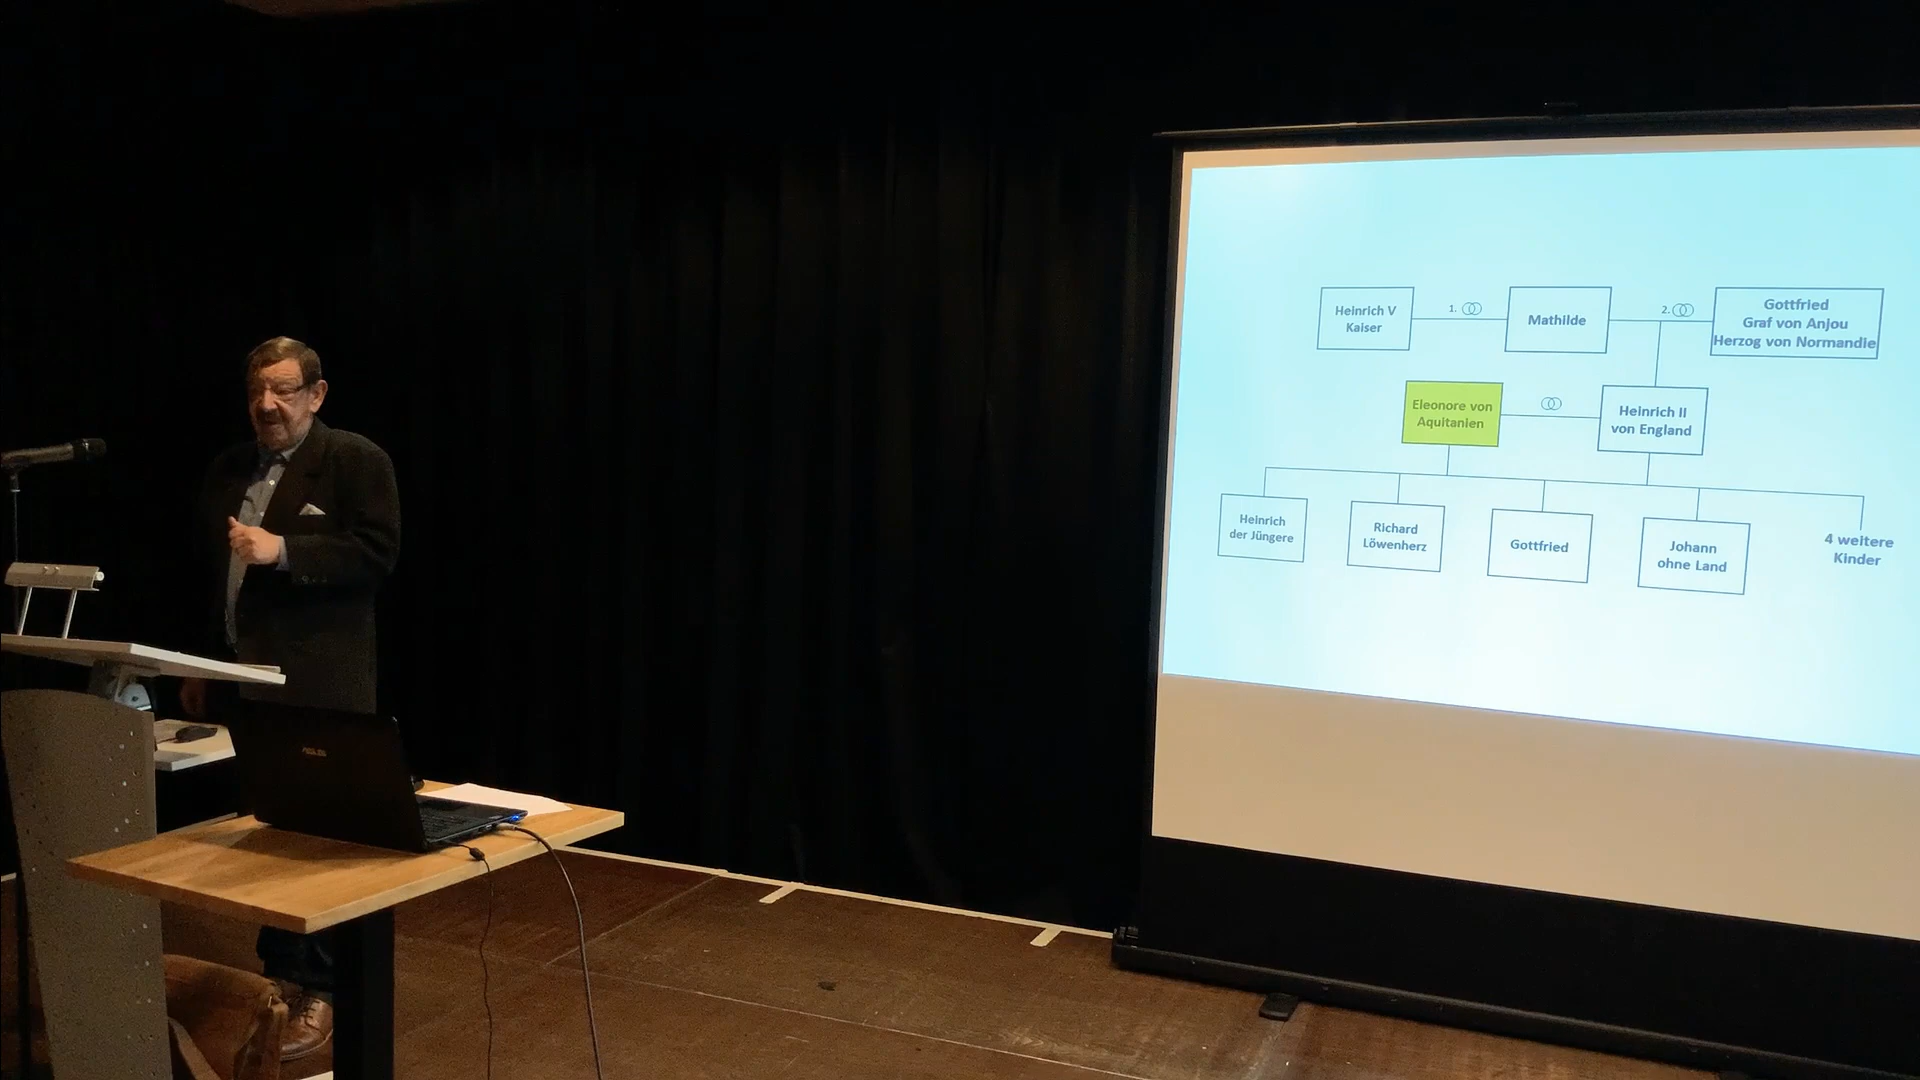 Heinrich V
Kaiser
1.
Mathilde
2.
Gottfried
Graf von Anjou
Herzog von Normandie
Eleonore von
Aquitanien
Heinrich II
von England
Heinrich
der Jüngere
Richard
Löwenherz
Gottfried
Johann
ohne Land
4 weitere
Kinder
ASUS